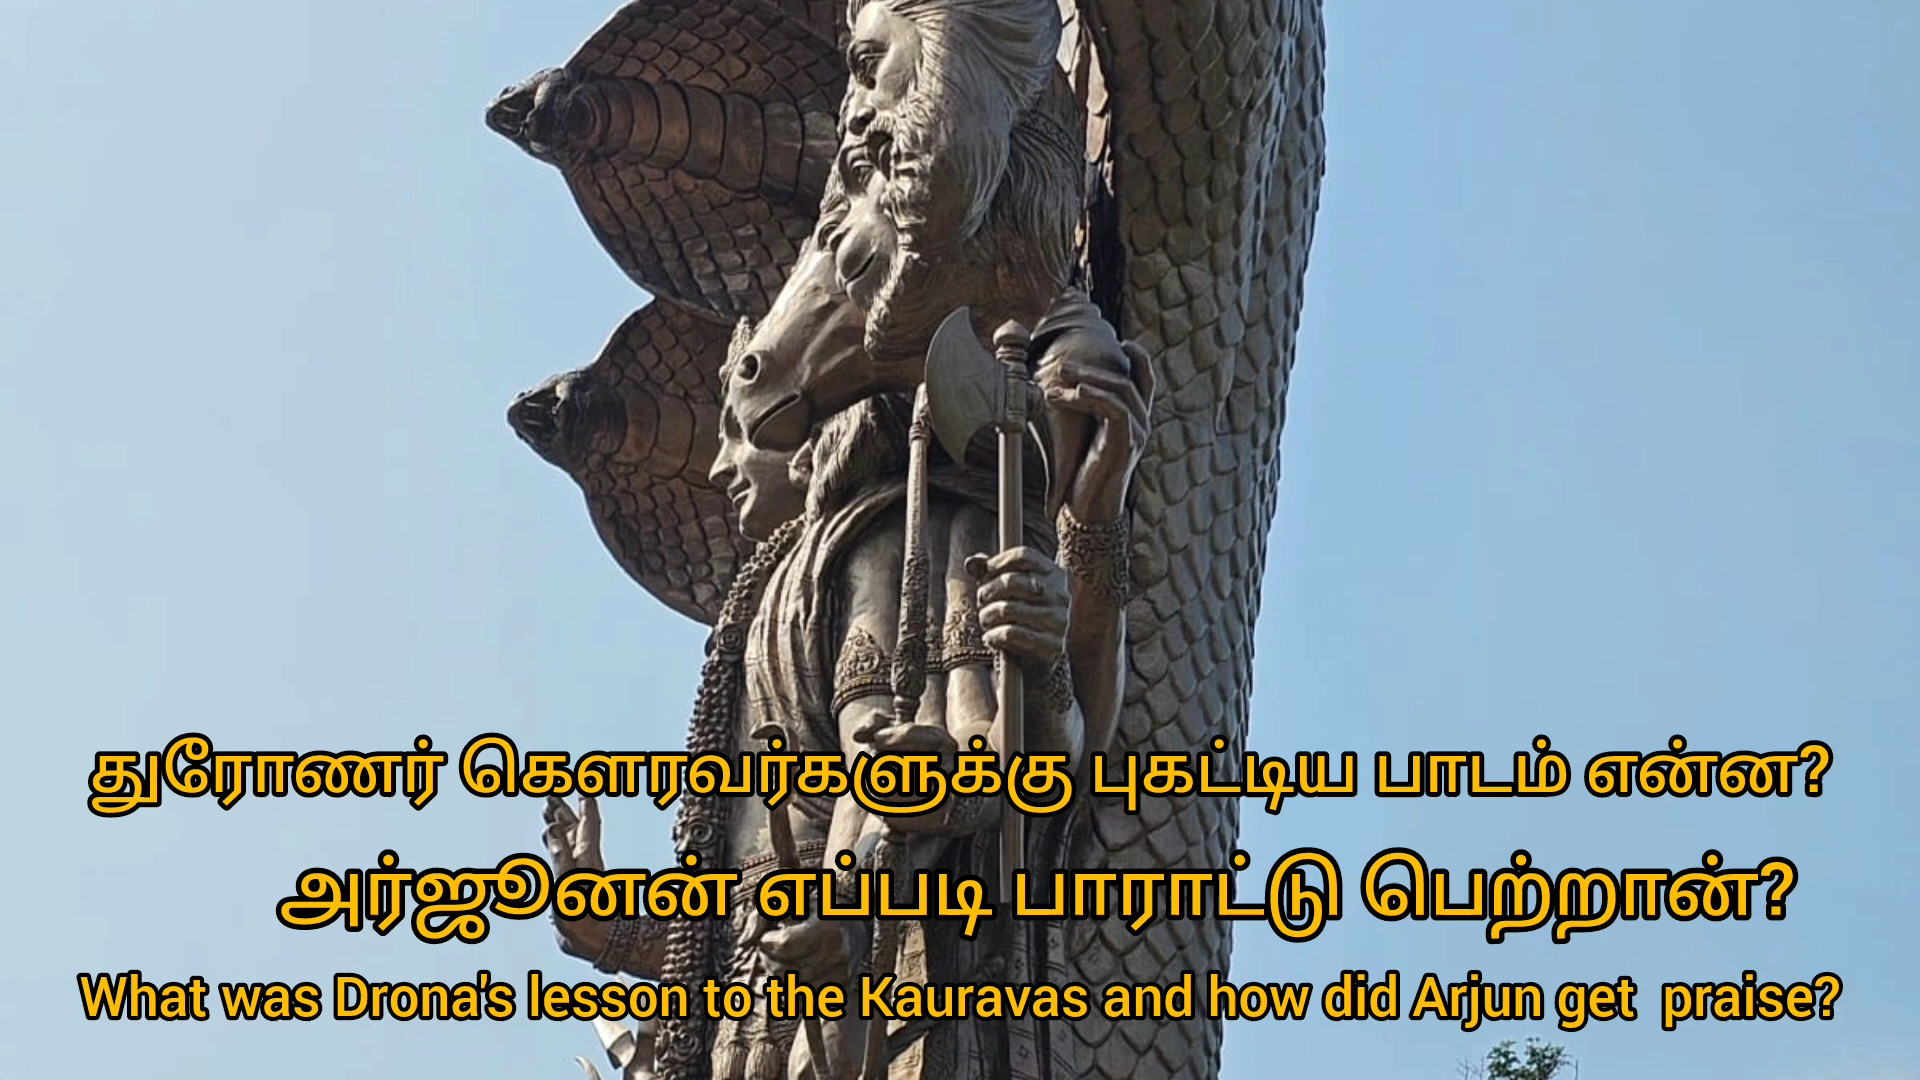 துரோணர் கௌரவர்களுக்கு புகட்டிய பாடம் என்ன?
அர்ஜூனன் எப்படி பாராட்டு பெற்றான்?
What was Drona's lesson to the Kauravas and how did Arjun get  praise?